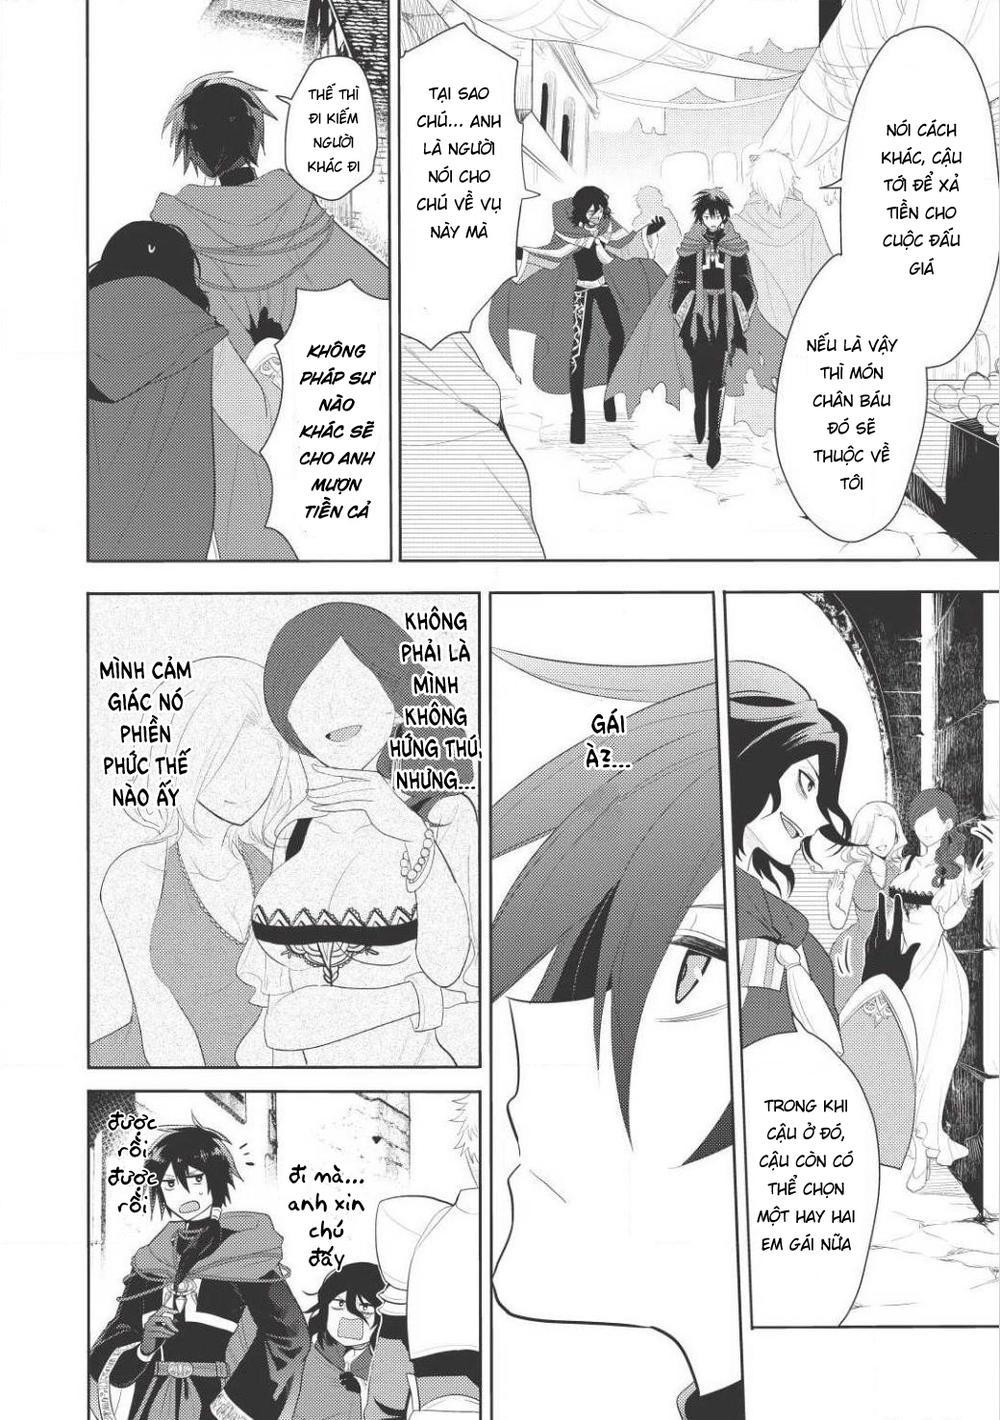 NÓI CÁCH
KHÁC, CẬU
TỚI ĐỂ XẢ
TIỀN CHO
CUỘC ĐẤU
GIÁ
NẾU LÀ VẬY
THÌ MÓN
CHÂN BÁU
ĐÓ SẼ
THUỘC VỀ
TÔI
TẠI SAO
CHÚ... ANH
LÀ NGƯỜI
NÓI CHO
CHÚ VỀ VỤ
NÀY MÀ
THẾ THÌ
ĐI KIẾM
NGƯỜI
KHÁC ĐI
KHÔNG
PHÁP SƯ
NÀO
KHÁC SẼ
CHO ANH
MƯỢN
TIỀN CẢ
TRONG KHI
CẬU Ở ĐÓ,
CẬU CÒN CÓ
THỂ CHỌN
MỘT HAY HAI
EM GÁI NỮA
GÁI
À?...
KHÔNG
PHẢI LÀ
MÌNH
KHÔNG
HỨNG THÚ,
NHƯNG...
MÌNH CẢM
GIÁC NÓ
PHIỀN
PHỨC THẾ
NÀO ẤY
đi mà...
anh xin
chú
đấy
được
rồi
được
rồi